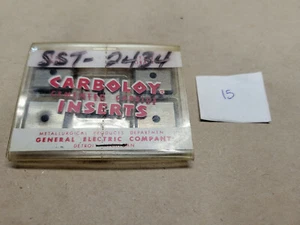 SST-2434
CARBOLOY
INSERTS
METALLURGICAL PRODUCTS DEPARTMENT
GENERAL ELECTRIC COMPANY
15